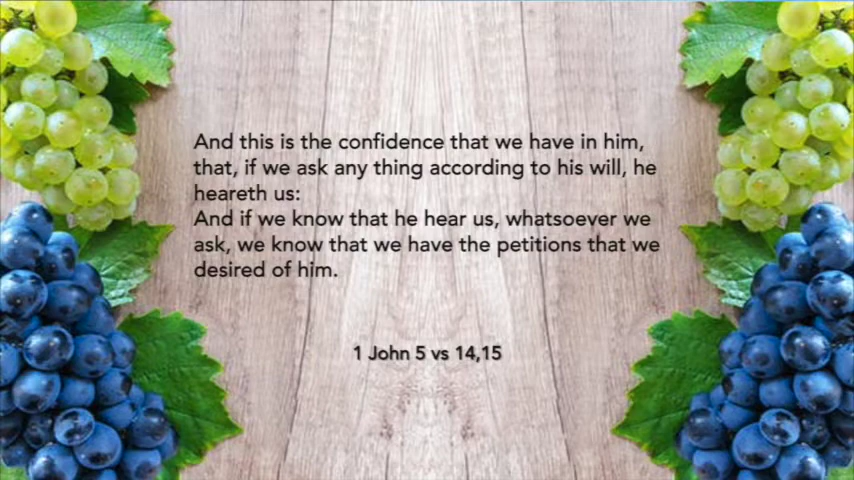 And this is the confidence that we have in him,
that, if we ask any thing according to his will, he
heareth us:
And if we know that he hear us, whatsoever we
ask, we know that we have the petitions that we
desired of him.
1 John 5 vs 14,15